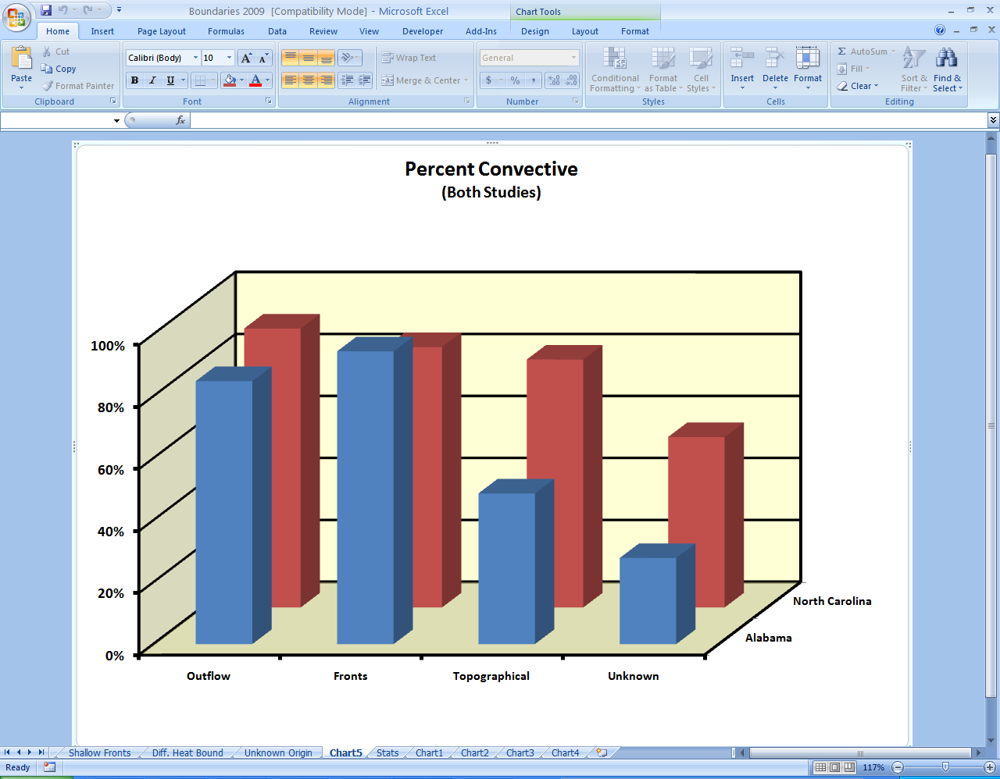 Boundaries 2009 [Compatibility Mode] - Microsoft Excel
Chart Tools
Home Insert Page Layout Formulas Data Review View Developer Add-Ins Design Layout Format
Paste
Cut
Copy
Format Painter
Clipboard
Calibri (Body) 10
B I U
Font
Wrap Text
Merge & Center
Alignment
General
$ % ,
Number
Conditional Formatting
Format as Table
Cell Styles
Styles
Insert Delete Format
Cells
Σ AutoSum
Fill
Clear
Sort & Filter
Find & Select
Editing
fx
Percent Convective
(Both Studies)
100%
80%
60%
40%
20%
0%
North Carolina
Alabama
Outflow Fronts Topographical Unknown
Shallow Fronts Diff. Heat Bound Unknown Origin Chart5 Stats Chart1 Chart2 Chart3 Chart4
Ready
117%